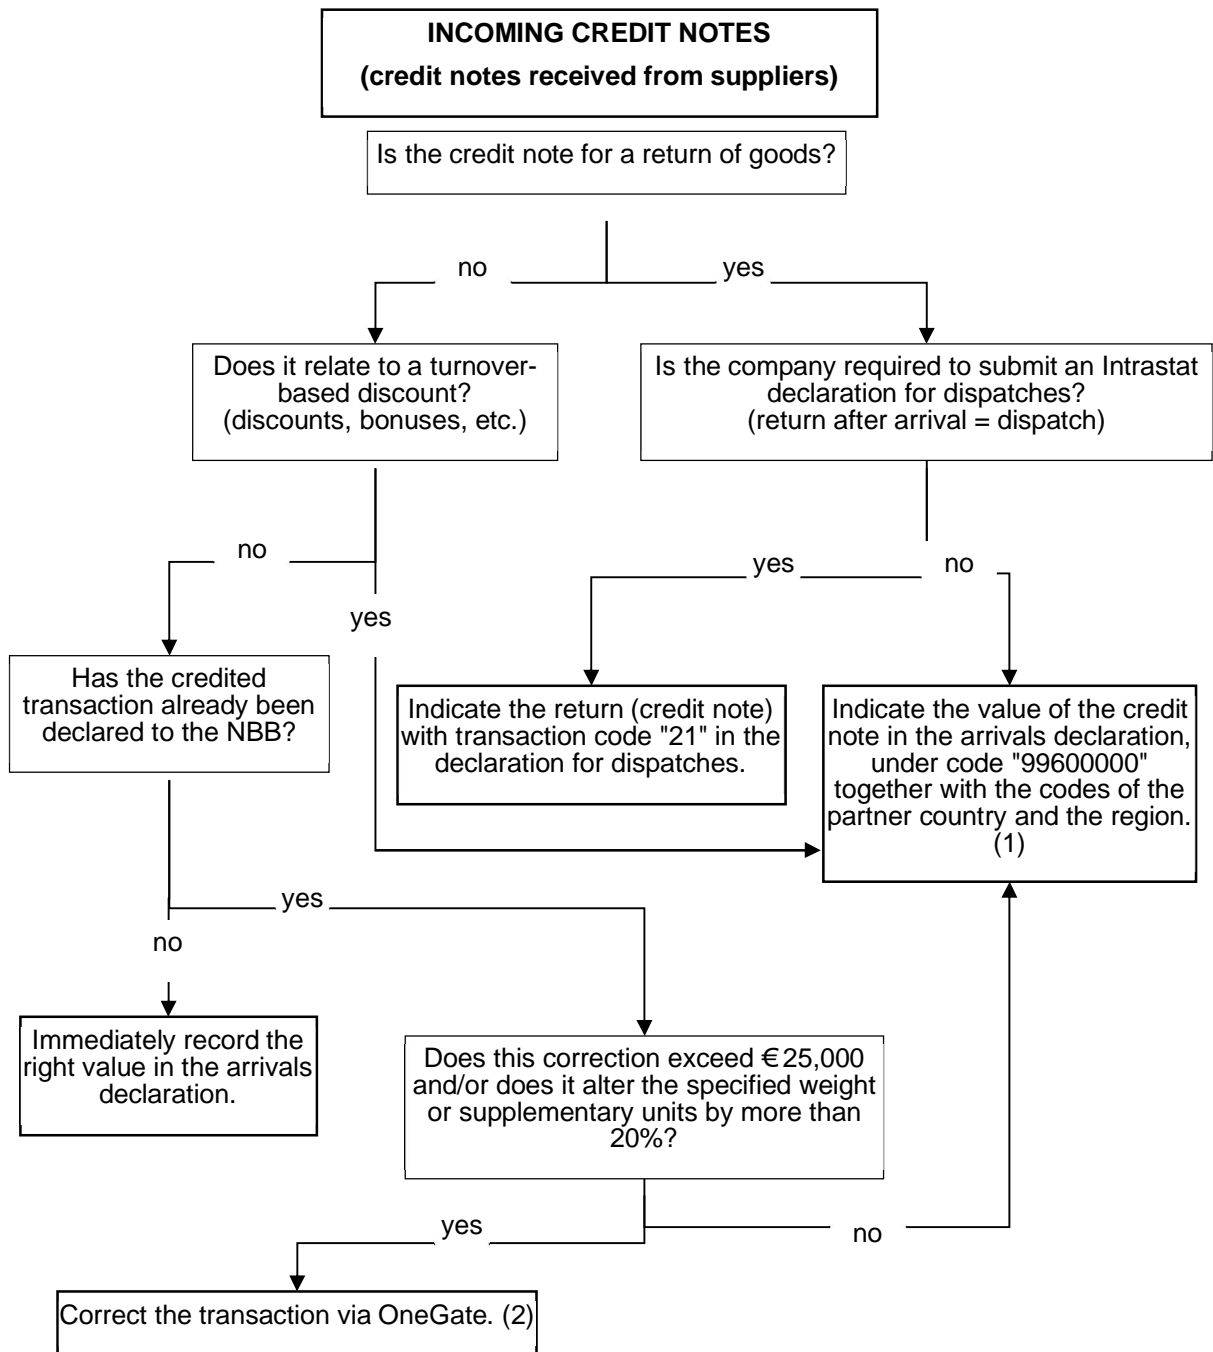 INCOMING CREDIT NOTES
(credit notes received from suppliers)
Is the credit note for a return of goods?
no
yes
Does it relate to a turnover-
based discount?
(discounts, bonuses, etc.)
Is the company required to submit an Intrastat
declaration for dispatches?
(return after arrival = dispatch)
no
yes
yes
no
Has the credited
transaction already been
declared to the NBB?
Indicate the return (credit note)
with transaction code "21" in the
declaration for dispatches.
Indicate the value of the credit
note in the arrivals declaration,
under code "99600000"
together with the codes of the
partner country and the region.
(1)
yes
no
Immediately record the
right value in the arrivals
declaration.
Does this correction exceed €25,000
and/or does it alter the specified weight
or supplementary units by more than
20%?
yes
no
Correct the transaction via OneGate. (2)